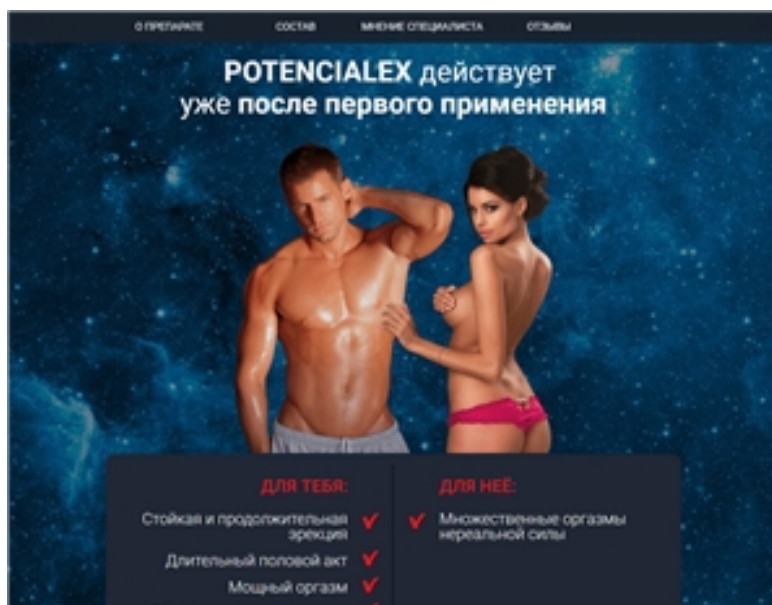 О ПРЕПАРАТЕ СОСТАВ МНЕНИЕ СПЕЦИАЛИСТА ОТЗЫВЫ
POTENCIALEX действует
уже после первого применения
ДЛЯ ТЕБЯ:
Стойкая и продолжительная
эрекция
Длительный половой акт
Мощный оргазм
ДЛЯ НЕЁ:
Множественные оргазмы
нереальной силы